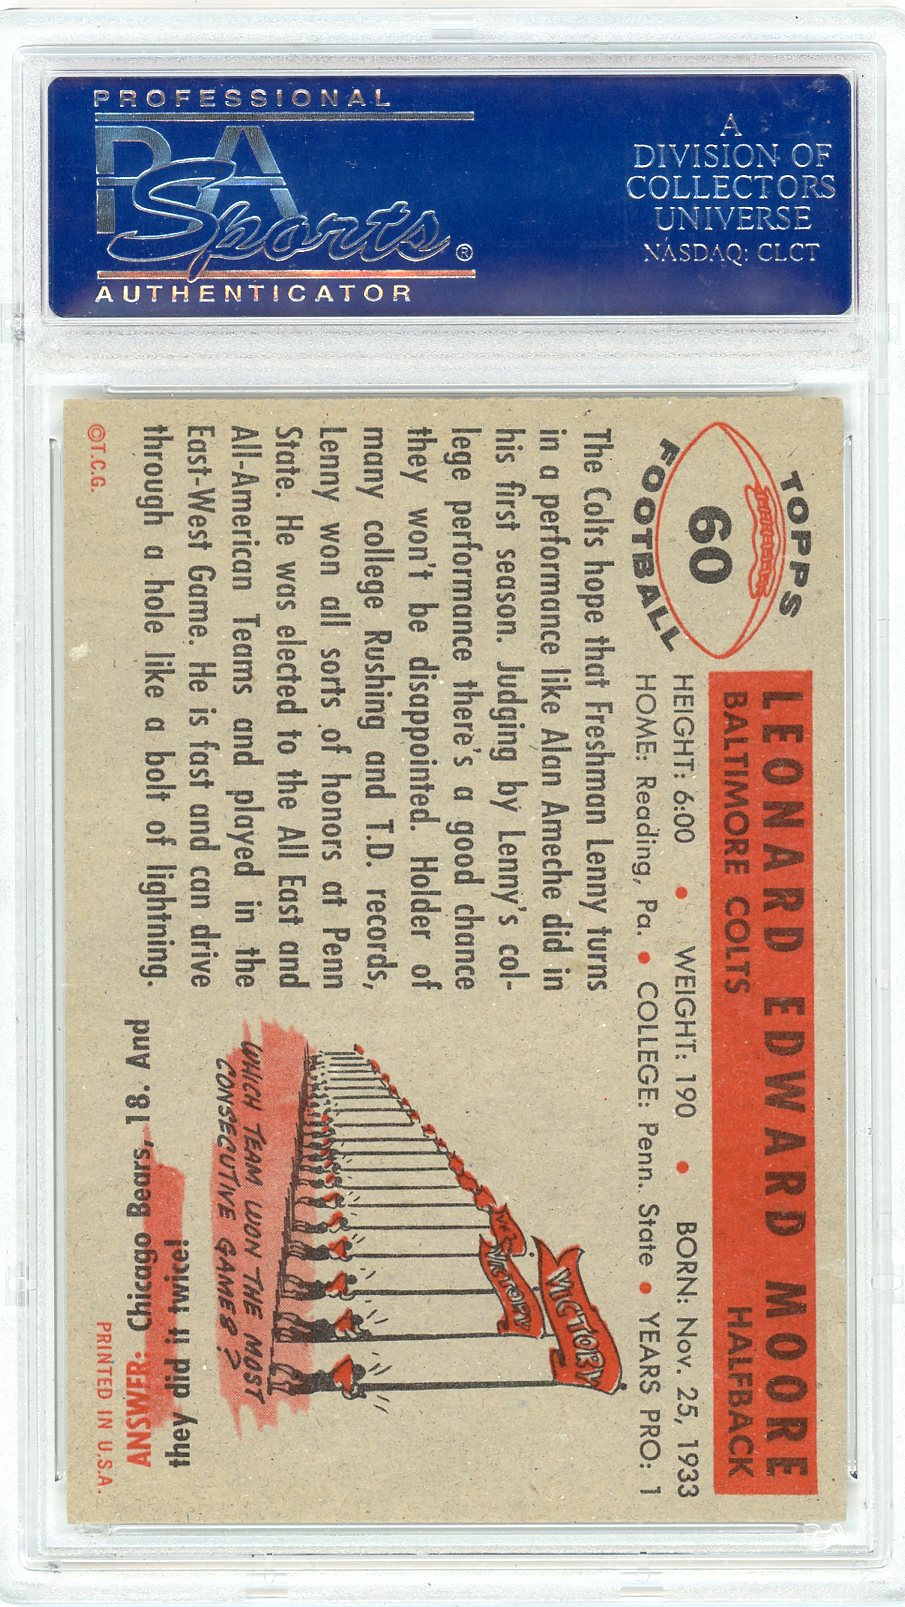 PROFESSIONAL
PSA
Sports®
AUTHENTICATOR
A
DIVISION OF
COLLECTORS
UNIVERSE
NASDAQ: CLCT
TOPPS
60
FOOTBALL
LEONARD EDWARD MOORE
BALTIMORE COLTS HALFBACK
HEIGHT: 6:00 • WEIGHT: 190 • BORN: Nov. 25, 1933
HOME: Reading, Pa. • COLLEGE: Penn. State • YEARS PRO: 1
The Colts hope that Freshman Lenny turns
in a performance like Alan Ameche did in
his first season. Judging by Lenny's col-
lege performance there's a good chance
they won't be disappointed. Holder of
many college Rushing and T.D. records,
Lenny won all sorts of honors at Penn
State. He was elected to the All East and
All-American Teams and played in the
East-West Game. He is fast and can drive
through a hole like a bolt of lightning.
©T.C.G.
VICTORY
VICTORY
WHICH TEAM WON THE MOST
CONSECUTIVE GAMES?
ANSWER: Chicago Bears, 18. And
they did it twice!
PRINTED IN U.S.A.